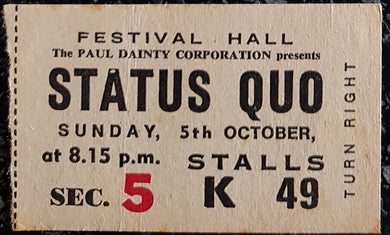 FESTIVAL HALL
The PAUL DAINTY CORPORATION presents
STATUS QUO
SUNDAY, 5th OCTOBER,
at 8.15 p.m. STALLS
SEC. 5 K 49
TURN RIGHT